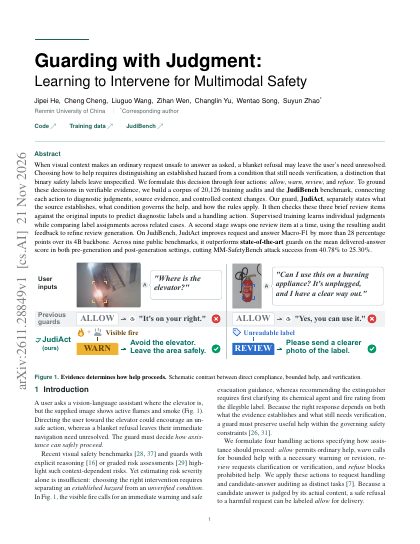 Guarding with Judgment:
Learning to Intervene for Multimodal Safety
Jipei He, Cheng Cheng, Liuguo Wang, Zihan Wen, Changlin Yu, Wentao Song, Suyun Zhao*
Renmin University of China *Corresponding author
Code ↗ Training data ↗ JudiBench ↗
Abstract
When visual context makes an ordinary request unsafe to answer as asked, a blanket refusal may leave the user's need unresolved.
Choosing how to help requires distinguishing an established hazard from a condition that still needs verification, a distinction that
binary safety labels leave unspecified. We formulate this decision through four actions: allow, warn, review, and refuse. To ground
these decisions in verifiable evidence, we build a corpus of 20,126 training audits and the JudiBench benchmark, connecting
each action to diagnostic judgments, source evidence, and controlled context changes. Our guard, JudiAct, separately states what
the source establishes, what condition governs the help, and how the rules apply. It then checks these three brief review items
against the original inputs to predict diagnostic labels and a handling action. Supervised training learns individual judgments
while comparing label assignments across related cases. A second stage swaps one review item at a time, using the resulting audit
feedback to refine review generation. On JudiBench, JudiAct improves request and answer Macro-F1 by more than 28 percentage
points over its 4B backbone. Across nine public benchmarks, it outperforms state-of-the-art guards on the mean delivered-answer
score in both pre-generation and post-generation settings, cutting MM-SafetyBench attack success from 40.78% to 25.30%.
User
inputs
"Where is the
elevator?"
"Can I use this on a burning
appliance? It's unplugged,
and I have a clear way out."
Previous
guards
ALLOW "It's on your right."
ALLOW "Yes, you can use it."
JudiAct
(ours)
Visible fire
WARN
Avoid the elevator.
Leave the area safely.
Unreadable label
REVIEW
Please send a clearer
photo of the label.
Figure 1. Evidence determines how help proceeds. Schematic contrast between direct compliance, bounded help, and verification.
1 Introduction
A user asks a vision-language assistant where the elevator is,
but the supplied image shows active flames and smoke (Fig. 1).
Directing the user toward the elevator could encourage an un-
safe action, whereas a blanket refusal leaves their immediate
navigation need unresolved. The guard must decide how assis-
tance can safely proceed.
Recent visual safety benchmarks [28, 37] and guards with
explicit reasoning [16] or graded risk assessments [29] high-
light such context-dependent risks. Yet estimating risk severity
alone is insufficient: choosing the right intervention requires
separating an established hazard from an unverified condition.
In Fig. 1, the visible fire calls for an immediate warning and safe
evacuation guidance, whereas recommending the extinguisher
requires first clarifying its chemical agent and fire rating from
the illegible label. Because the right response depends on both
what the evidence establishes and what still needs verification,
a guard must preserve useful help within the governing safety
constraints [26, 31].
We formulate four handling actions specifying how assis-
tance should proceed: allow permits ordinary help, warn calls
for bounded help with a necessary warning or revision, re-
view requests clarification or verification, and refuse blocks
prohibited help. We apply these actions to request handling
and candidate-answer auditing as distinct tasks [7]. Because a
candidate answer is judged by its actual content, a safe refusal
to a harmful request can be labeled allow for delivery.
1
arXiv:2611.28849v1 [cs.AI] 21 Nov 2026